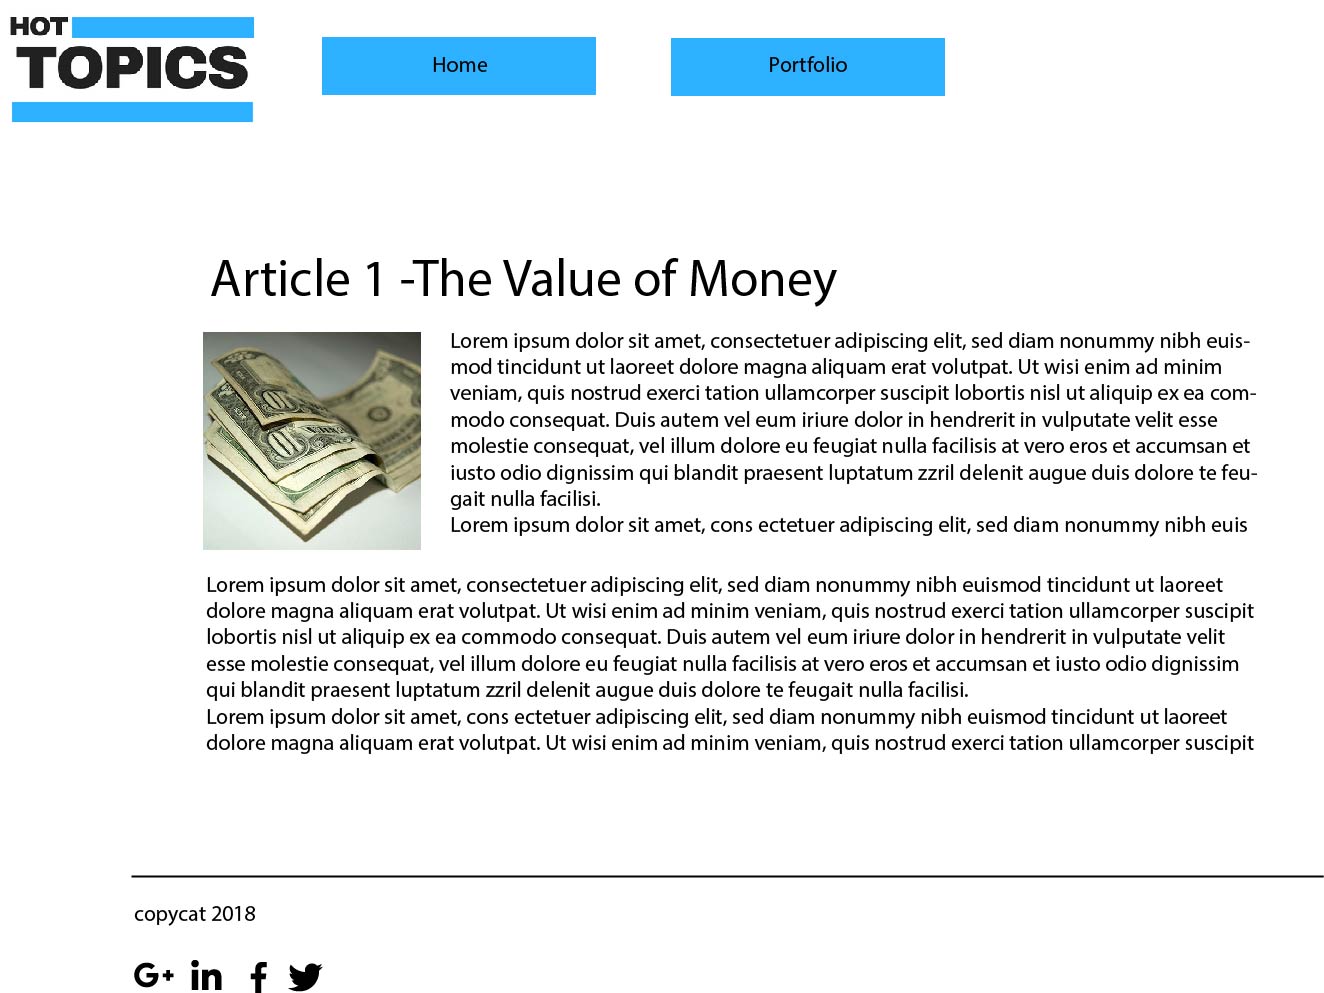 HOT
TOPICS
Home
Portfolio
Article 1 -The Value of Money
Lorem ipsum dolor sit amet, consectetuer adipiscing elit, sed diam nonummy nibh euis-
mod tincidunt ut laoreet dolore magna aliquam erat volutpat. Ut wisi enim ad minim
veniam, quis nostrud exerci tation ullamcorper suscipit lobortis nisl ut aliquip ex ea com-
modo consequat. Duis autem vel eum iriure dolor in hendrerit in vulputate velit esse
molestie consequat, vel illum dolore eu feugiat nulla facilisis at vero eros et accumsan et
iusto odio dignissim qui blandit praesent luptatum zzril delenit augue duis dolore te feu-
gait nulla facilisi.
Lorem ipsum dolor sit amet, cons ectetuer adipiscing elit, sed diam nonummy nibh euis
Lorem ipsum dolor sit amet, consectetuer adipiscing elit, sed diam nonummy nibh euismod tincidunt ut laoreet
dolore magna aliquam erat volutpat. Ut wisi enim ad minim veniam, quis nostrud exerci tation ullamcorper suscipit
lobortis nisl ut aliquip ex ea commodo consequat. Duis autem vel eum iriure dolor in hendrerit in vulputate velit
esse molestie consequat, vel illum dolore eu feugiat nulla facilisis at vero eros et accumsan et iusto odio dignissim
qui blandit praesent luptatum zzril delenit augue duis dolore te feugait nulla facilisi.
Lorem ipsum dolor sit amet, cons ectetuer adipiscing elit, sed diam nonummy nibh euismod tincidunt ut laoreet
dolore magna aliquam erat volutpat. Ut wisi enim ad minim veniam, quis nostrud exerci tation ullamcorper suscipit
copycat 2018
G+ in f